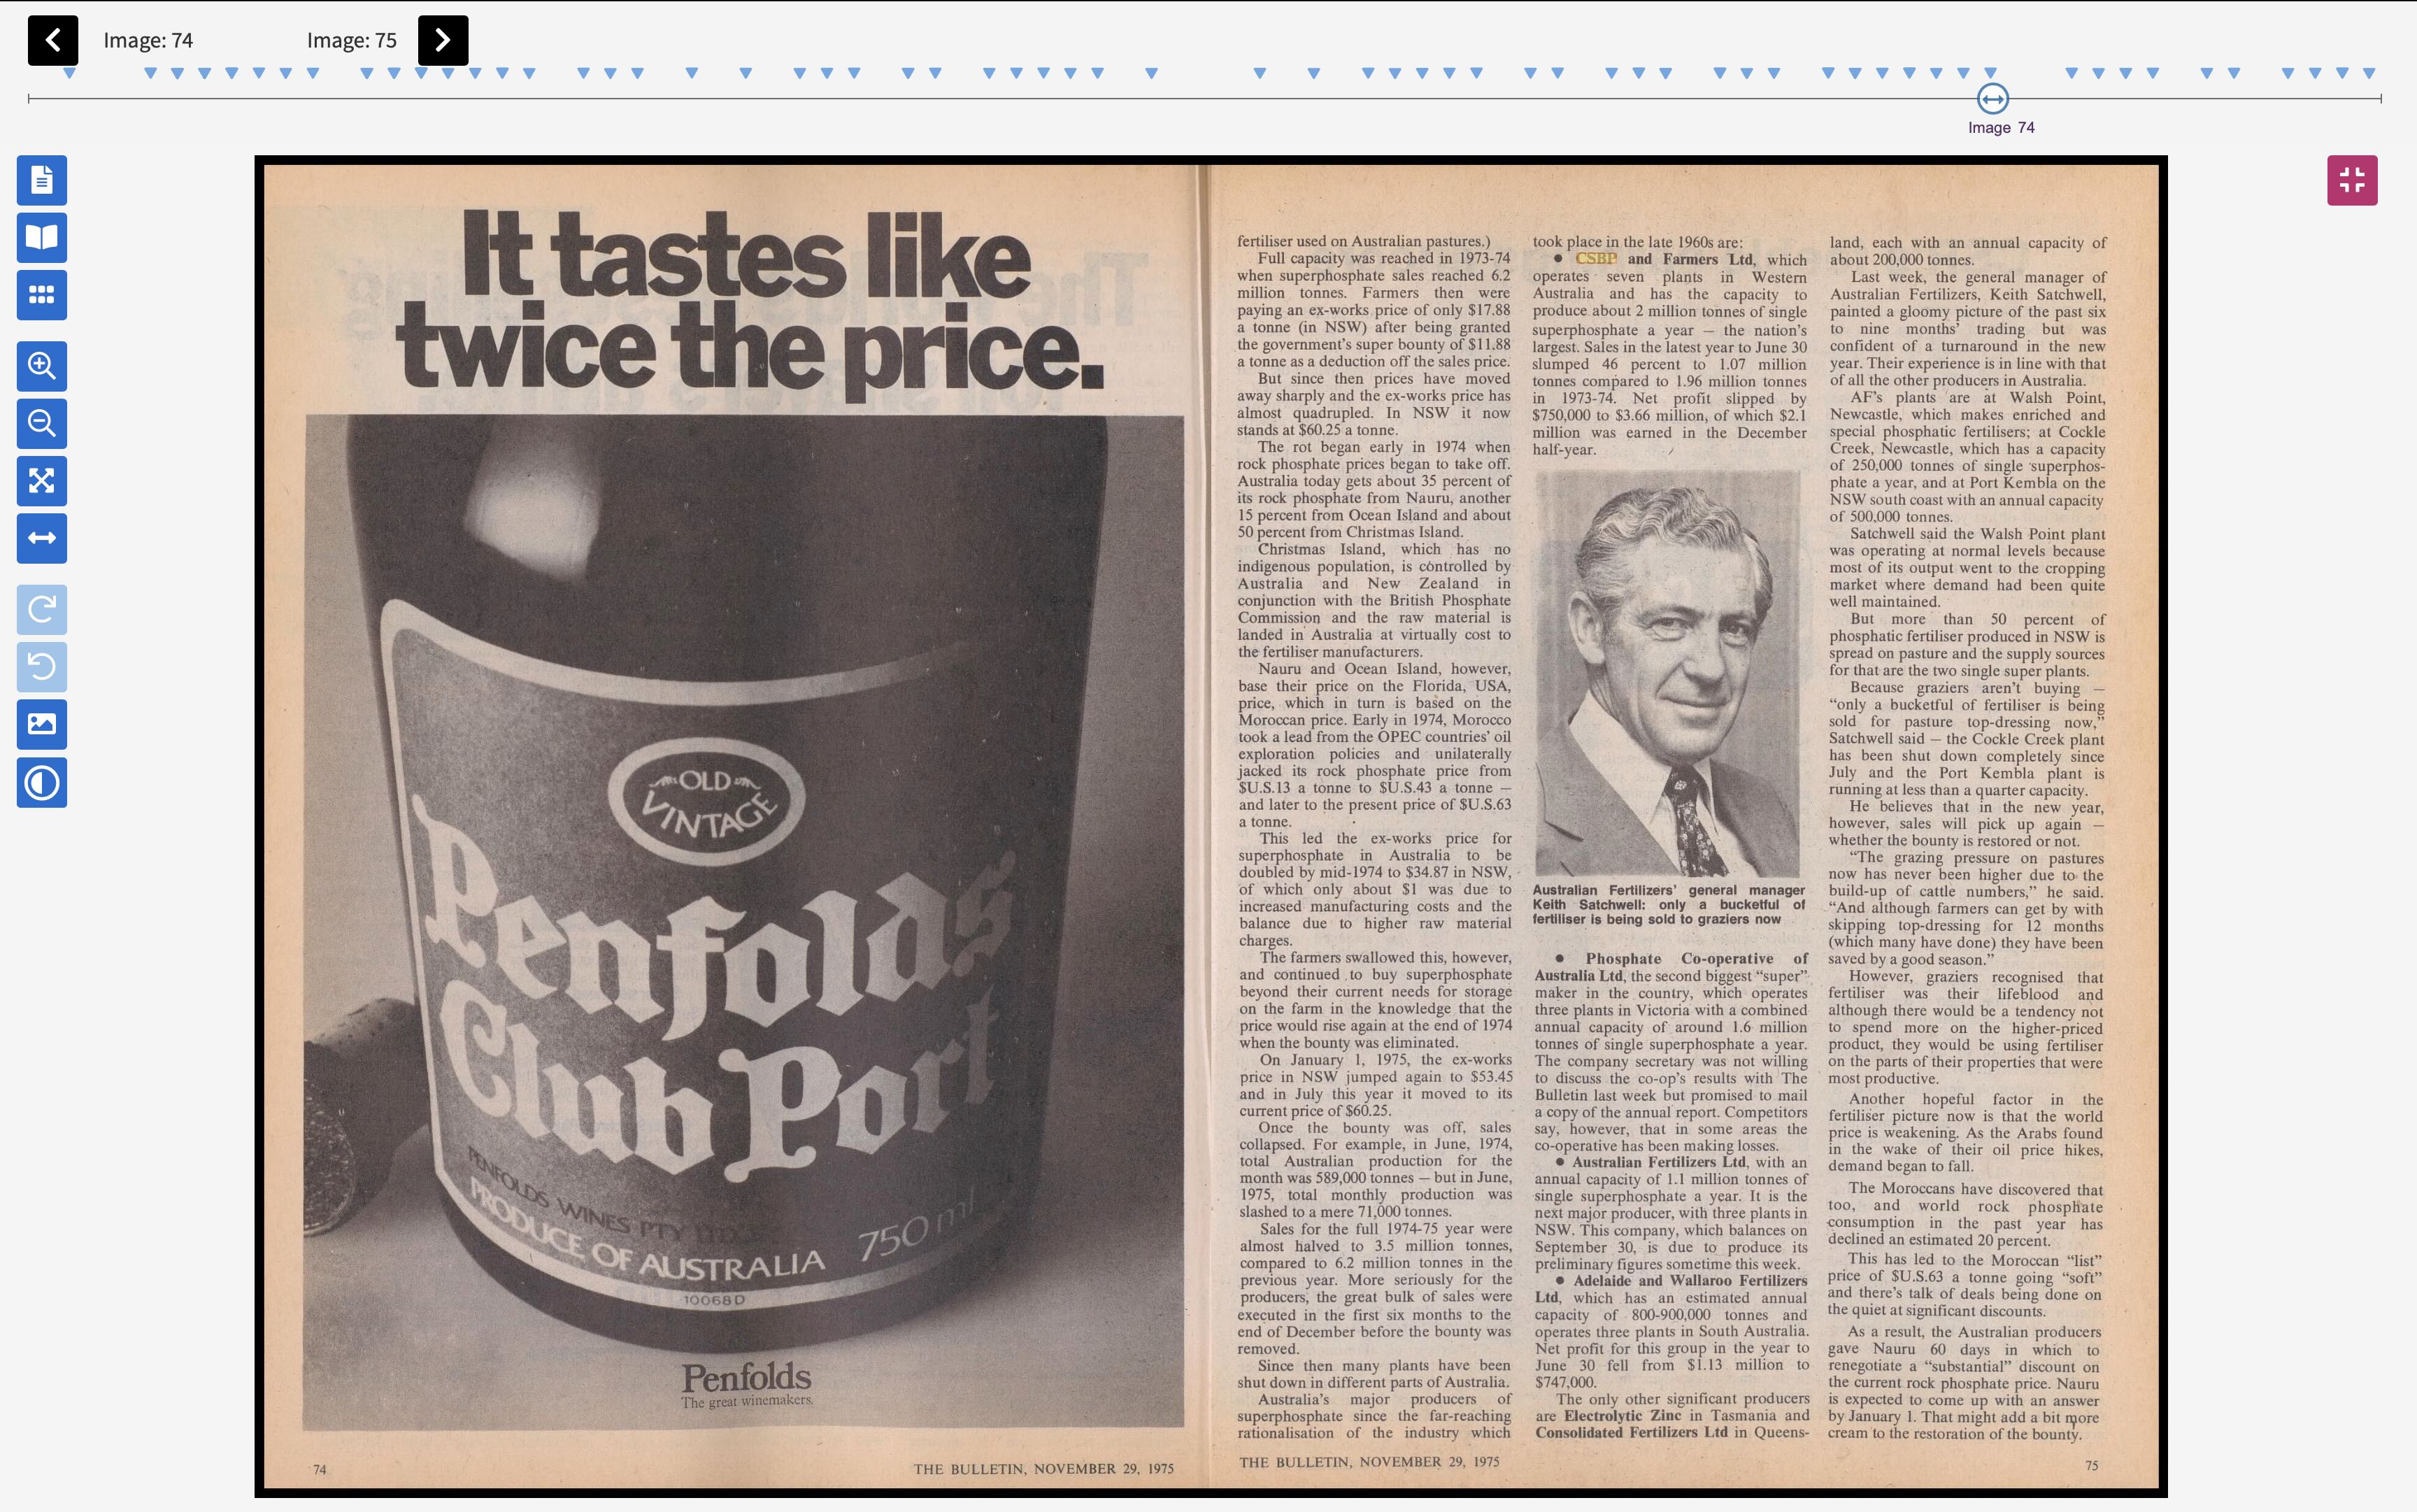 Image: 74
Image: 75
Image 74
It tastes like
twice the price.
OLD
VINTAGE
Penfolds
Club Port
PENFOLDS WINES PTY LTD
PRODUCE OF AUSTRALIA 750 ml
10068D
Penfolds
The great winemakers.
74
THE BULLETIN, NOVEMBER 29, 1975
fertiliser used on Australian pastures.)
Full capacity was reached in 1973-74
when superphosphate sales reached 6.2
million tonnes. Farmers then were
paying an ex-works price of only $17.88
a tonne (in NSW) after being granted
the government's super bounty of $11.88
a tonne as a deduction off the sales price.
But since then prices have moved
away sharply and the ex-works price has
almost quadrupled. In NSW it now
stands at $60.25 a tonne.
The rot began early in 1974 when
rock phosphate prices began to take off.
Australia today gets about 35 percent of
its rock phosphate from Nauru, another
15 percent from Ocean Island and about
50 percent from Christmas Island.
Christmas Island, which has no
indigenous population, is controlled by
Australia and New Zealand in
conjunction with the British Phosphate
Commission and the raw material is
landed in Australia at virtually cost to
the fertiliser manufacturers.
Nauru and Ocean Island, however,
base their price on the Florida, USA,
price, which in turn is based on the
Moroccan price. Early in 1974, Morocco
took a lead from the OPEC countries' oil
exploration policies and unilaterally
jacked its rock phosphate price from
$U.S.13 a tonne to $U.S.43 a tonne —
and later to the present price of $U.S.63
a tonne.
This led the ex-works price for
superphosphate in Australia to be
doubled by mid-1974 to $34.87 in NSW,
of which only about $1 was due to
increased manufacturing costs and the
balance due to higher raw material
charges.
The farmers swallowed this, however,
and continued to buy superphosphate
beyond their current needs for storage
on the farm in the knowledge that the
price would rise again at the end of 1974
when the bounty was eliminated.
On January 1, 1975, the ex-works
price in NSW jumped again to $53.45
and in July this year it moved to its
current price of $60.25.
Once the bounty was off, sales
collapsed. For example, in June, 1974,
total Australian production for the
month was 589,000 tonnes — but in June,
1975, total monthly production was
slashed to a mere 71,000 tonnes.
Sales for the full 1974-75 year were
almost halved to 3.5 million tonnes,
compared to 6.2 million tonnes in the
previous year. More seriously for the
producers, the great bulk of sales were
executed in the first six months to the
end of December before the bounty was
removed.
Since then many plants have been
shut down in different parts of Australia.
Australia's major producers of
superphosphate since the far-reaching
rationalisation of the industry which
took place in the late 1960s are:
● CSBP and Farmers Ltd, which
operates seven plants in Western
Australia and has the capacity to
produce about 2 million tonnes of single
superphosphate a year — the nation's
largest. Sales in the latest year to June 30
slumped 46 percent to 1.07 million
tonnes compared to 1.96 million tonnes
in 1973-74. Net profit slipped by
$750,000 to $3.66 million, of which $2.1
million was earned in the December
half-year.
Australian Fertilizers' general manager
Keith Satchwell: only a bucketful of
fertiliser is being sold to graziers now
● Phosphate Co-operative of
Australia Ltd, the second biggest "super"
maker in the country, which operates
three plants in Victoria with a combined
annual capacity of around 1.6 million
tonnes of single superphosphate a year.
The company secretary was not willing
to discuss the co-op's results with The
Bulletin last week but promised to mail
a copy of the annual report. Competitors
say, however, that in some areas the
co-operative has been making losses.
● Australian Fertilizers Ltd, with an
annual capacity of 1.1 million tonnes of
single superphosphate a year. It is the
next major producer, with three plants in
NSW. This company, which balances on
September 30, is due to produce its
preliminary figures sometime this week.
● Adelaide and Wallaroo Fertilizers
Ltd, which has an estimated annual
capacity of 800-900,000 tonnes and
operates three plants in South Australia.
Net profit for this group in the year to
June 30 fell from $1.13 million to
$747,000.
The only other significant producers
are Electrolytic Zinc in Tasmania and
Consolidated Fertilizers Ltd in Queens-
land, each with an annual capacity of
about 200,000 tonnes.
Last week, the general manager of
Australian Fertilizers, Keith Satchwell,
painted a gloomy picture of the past six
to nine months' trading but was
confident of a turnaround in the new
year. Their experience is in line with that
of all the other producers in Australia.
AF's plants are at Walsh Point,
Newcastle, which makes enriched and
special phosphatic fertilisers; at Cockle
Creek, Newcastle, which has a capacity
of 250,000 tonnes of single superphos-
phate a year, and at Port Kembla on the
NSW south coast with an annual capacity
of 500,000 tonnes.
Satchwell said the Walsh Point plant
was operating at normal levels because
most of its output went to the cropping
market where demand had been quite
well maintained.
But more than 50 percent of
phosphatic fertiliser produced in NSW is
spread on pasture and the supply sources
for that are the two single super plants.
Because graziers aren't buying —
"only a bucketful of fertiliser is being
sold for pasture top-dressing now,"
Satchwell said — the Cockle Creek plant
has been shut down completely since
July and the Port Kembla plant is
running at less than a quarter capacity.
He believes that in the new year,
however, sales will pick up again —
whether the bounty is restored or not.
"The grazing pressure on pastures
now has never been higher due to the
build-up of cattle numbers," he said.
"And although farmers can get by with
skipping top-dressing for 12 months
(which many have done) they have been
saved by a good season."
However, graziers recognised that
fertiliser was their lifeblood and
although there would be a tendency not
to spend more on the higher-priced
product, they would be using fertiliser
on the parts of their properties that were
most productive.
Another hopeful factor in the
fertiliser picture now is that the world
price is weakening. As the Arabs found
in the wake of their oil price hikes,
demand began to fall.
The Moroccans have discovered that
too, and world rock phosphate
consumption in the past year has
declined an estimated 20 percent.
This has led to the Moroccan "list"
price of $U.S.63 a tonne going "soft"
and there's talk of deals being done on
the quiet at significant discounts.
As a result, the Australian producers
gave Nauru 60 days in which to
renegotiate a "substantial" discount on
the current rock phosphate price. Nauru
is expected to come up with an answer
by January 1. That might add a bit more
cream to the restoration of the bounty.
THE BULLETIN, NOVEMBER 29, 1975
75